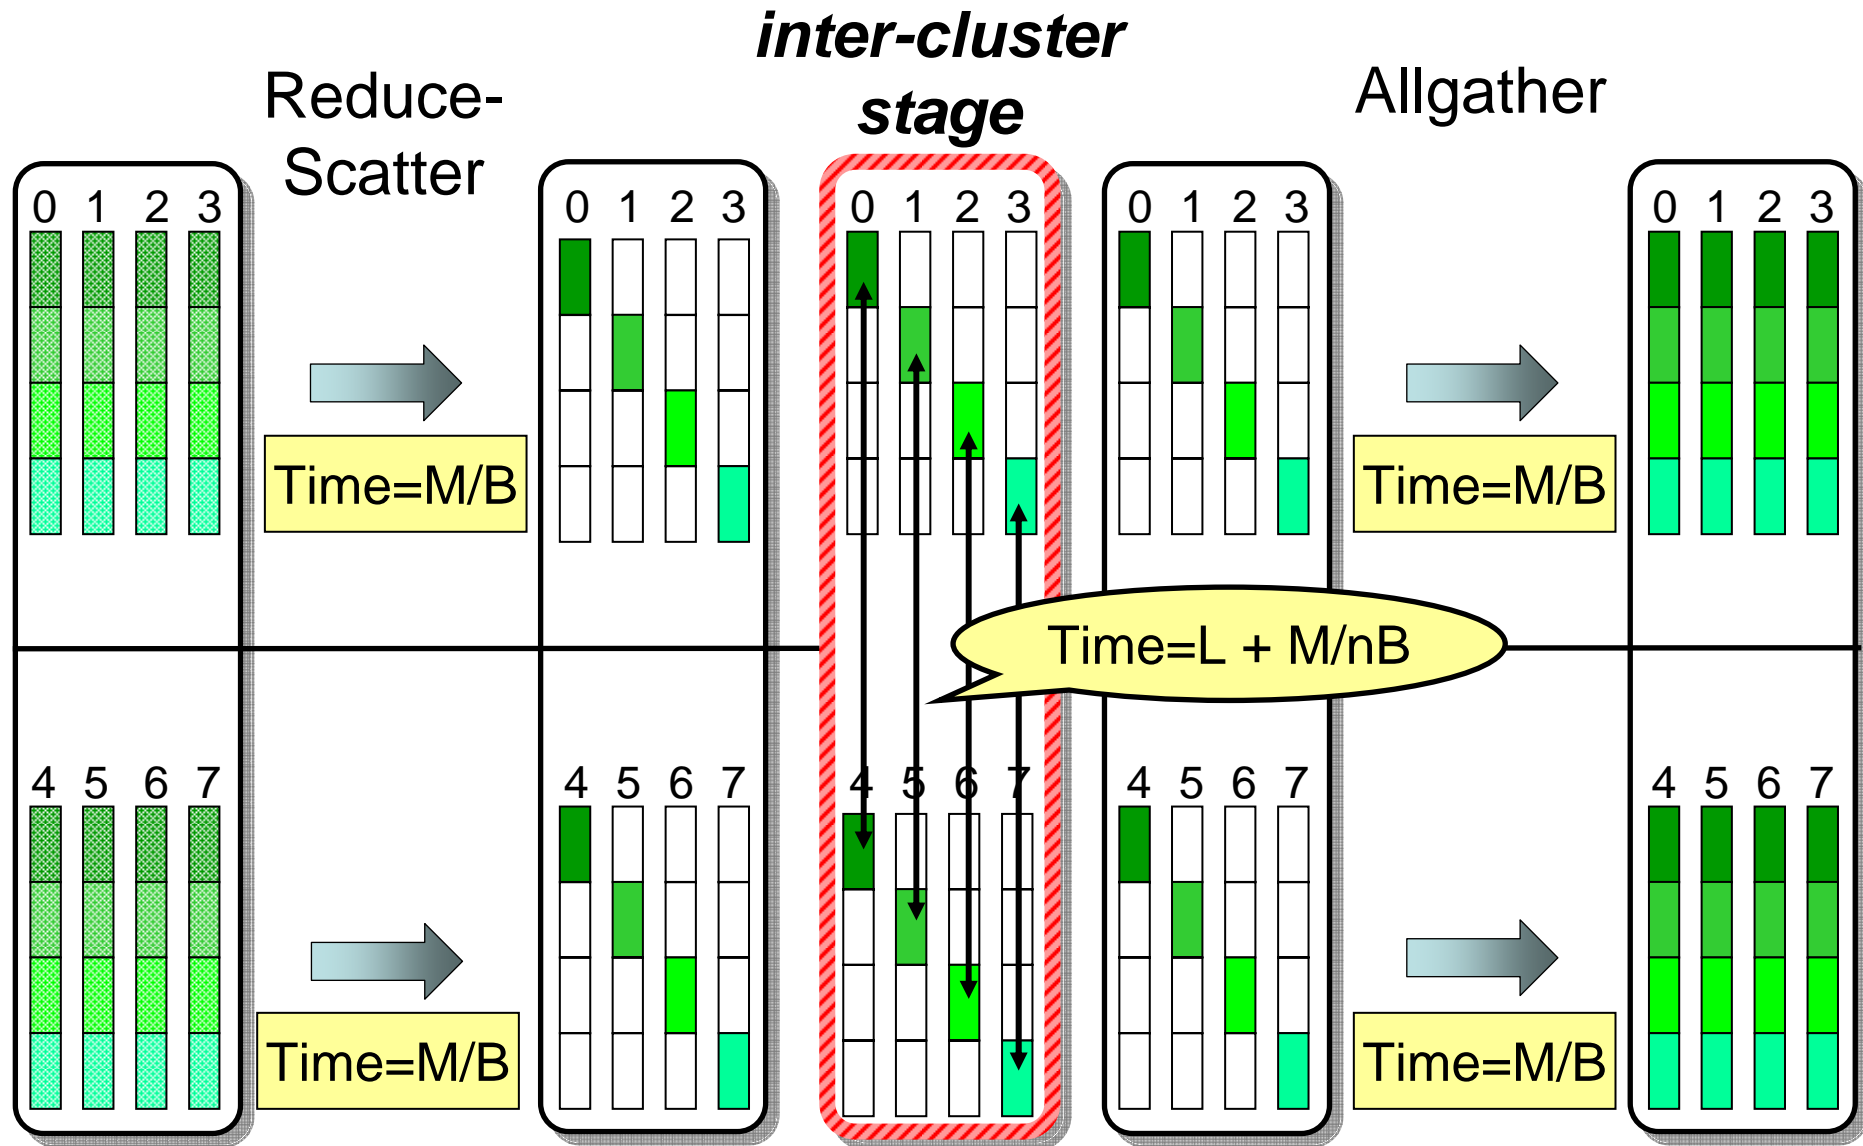 inter-cluster
stage
Reduce-
Scatter
Allgather
0 1 2 3
0 1 2 3
0 1 2 3
0 1 2 3
0 1 2 3
Time=M/B
Time=M/B
Time=L + M/nB
4 5 6 7
4 5 6 7
4 5 6 7
4 5 6 7
4 5 6 7
Time=M/B
Time=M/B